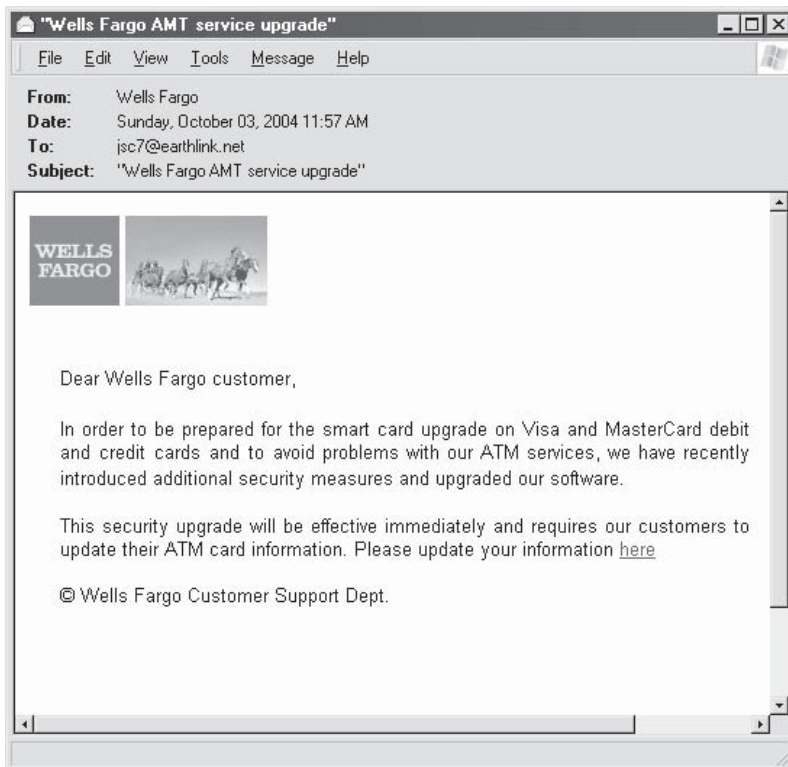 "Wells Fargo AMT service upgrade"
File Edit View Tools Message Help
From: Wells Fargo
Date: Sunday, October 03, 2004 11:57 AM
To: jsc7@earthlink.net
Subject: "Wells Fargo AMT service upgrade"
WELLS
FARGO
Dear Wells Fargo customer,
In order to be prepared for the smart card upgrade on Visa and MasterCard debit
and credit cards and to avoid problems with our ATM services, we have recently
introduced additional security measures and upgraded our software.
This security upgrade will be effective immediately and requires our customers to
update their ATM card information. Please update your information here
© Wells Fargo Customer Support Dept.